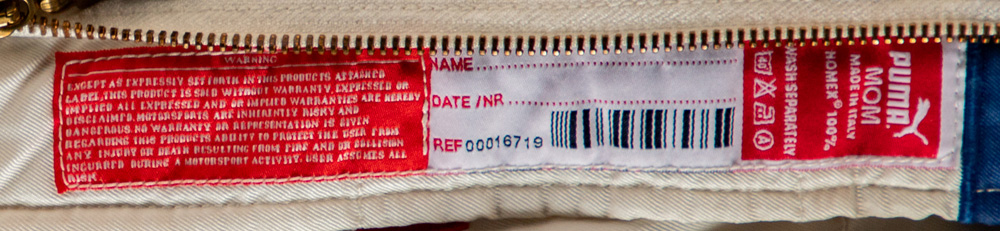 WARNING
EXCEPT AS EXPRESSLY SET FORTH IN THIS PRODUCTS ATTACHED
LABEL, THIS PRODUCT IS SOLD WITHOUT WARRANTY, EXPRESSED OR
IMPLIED ALL EXPRESSED AND OR IMPLIED WARRANTIES ARE HEREBY
DISCLAIMED. MOTORSPORTS ARE INHERENTLY RISKY AND
DANGEROUS. NO WARRANTY OR REPRESENTATION IS GIVEN
REGARDING THIS PRODUCTS ABILITY TO PROTECT THE USER FROM
ANY INJURY OR DEATH RESULTING FROM FIRE AND OR COLLISION
INCURRED DURING A MOTORSPORT ACTIVITY. USER ASSUMES ALL
RISK.
NAME
DATE /NR
REF 00016719
PUMA
MOM
MADE IN ITALY
NOMEX® 100%
WASH SEPARATELY
40° A